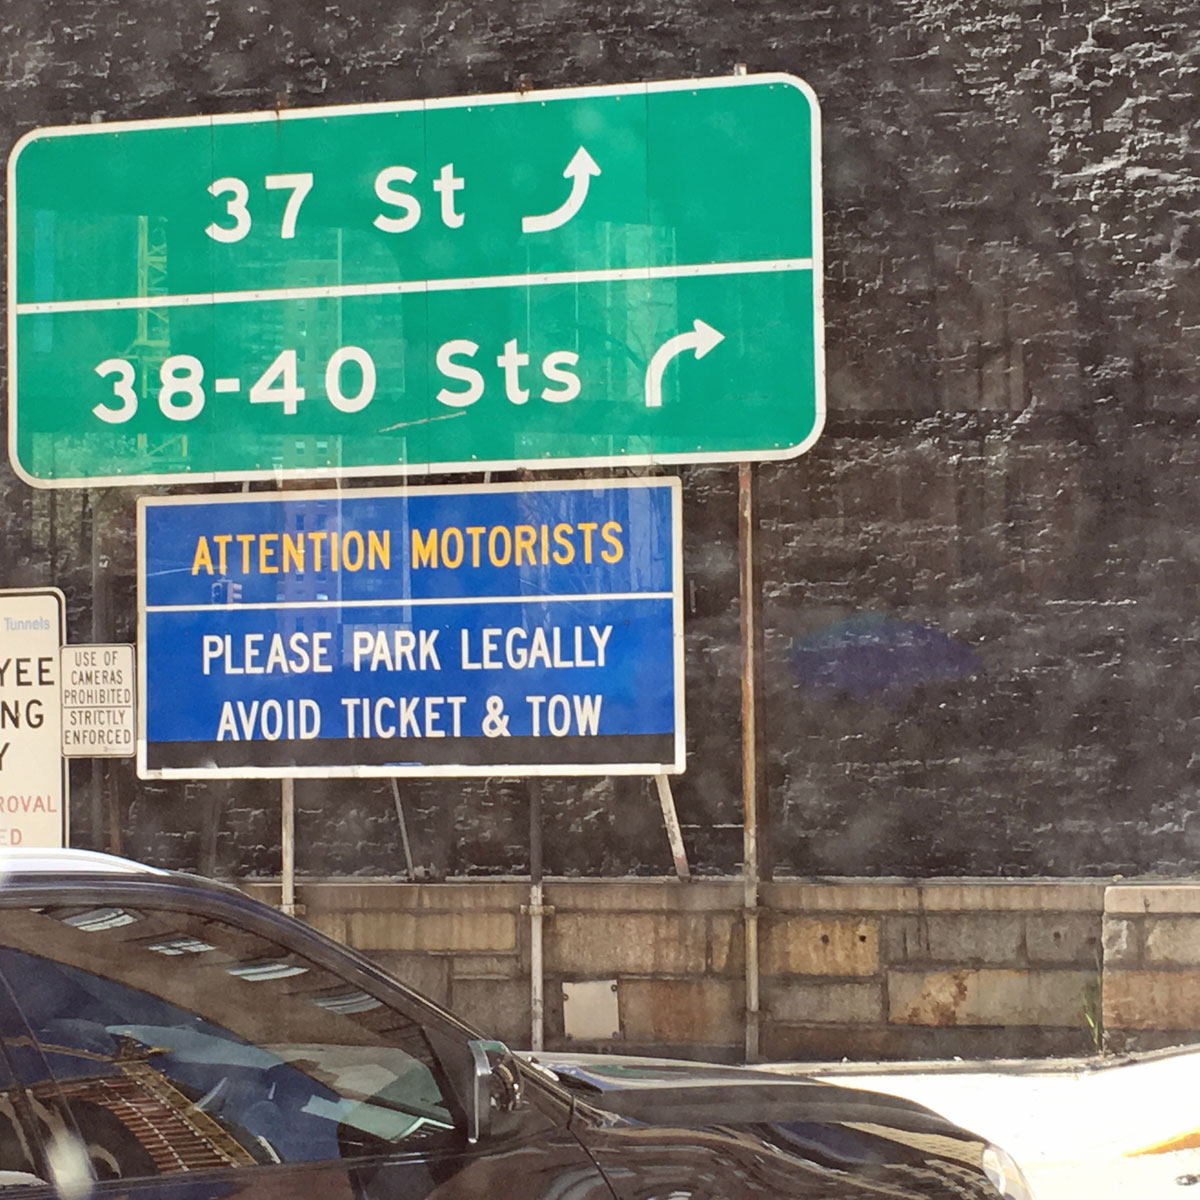 37 St
38-40 Sts
ATTENTION MOTORISTS
PLEASE PARK LEGALLY
AVOID TICKET & TOW
Tunnels
YEE
NG
Y
ROVAL
ED
USE OF
CAMERAS
PROHIBITED
STRICTLY
ENFORCED